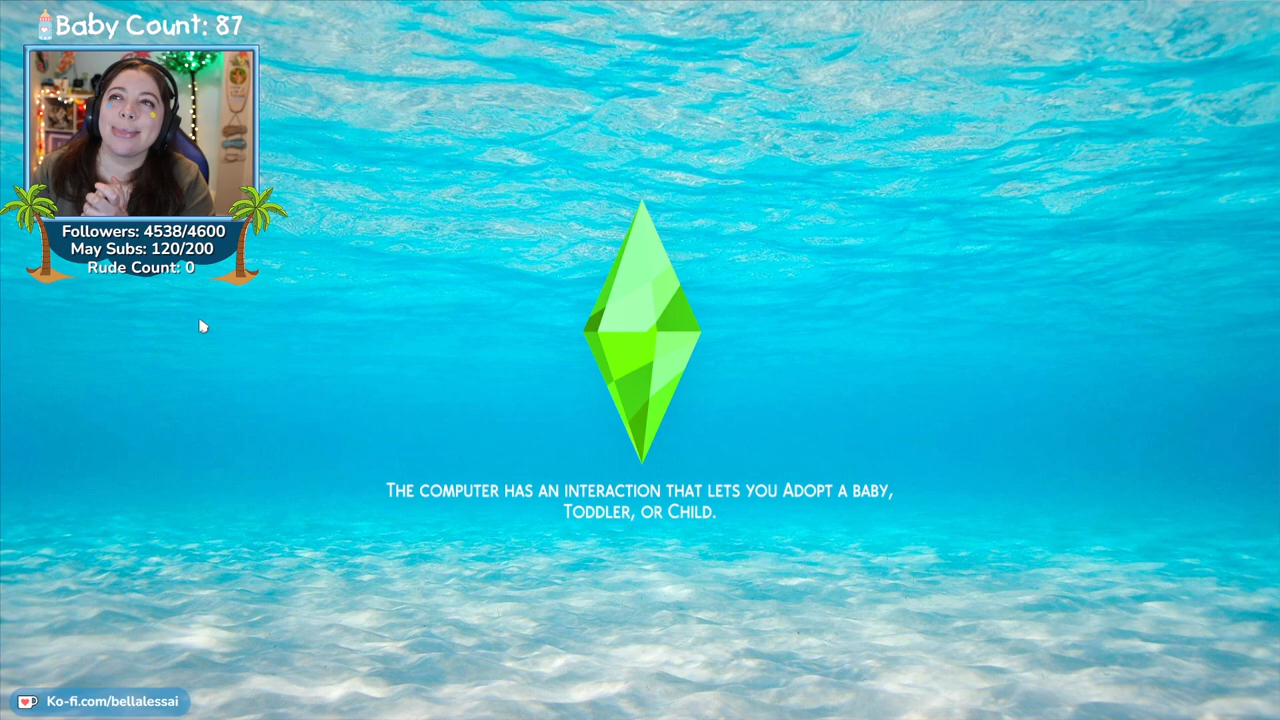 Baby Count: 87
Followers: 4538/4600
May Subs: 120/200
Rude Count: 0
The computer has an interaction that lets you Adopt a baby,
Toddler, or Child.
Ko-fi.com/bellalessai